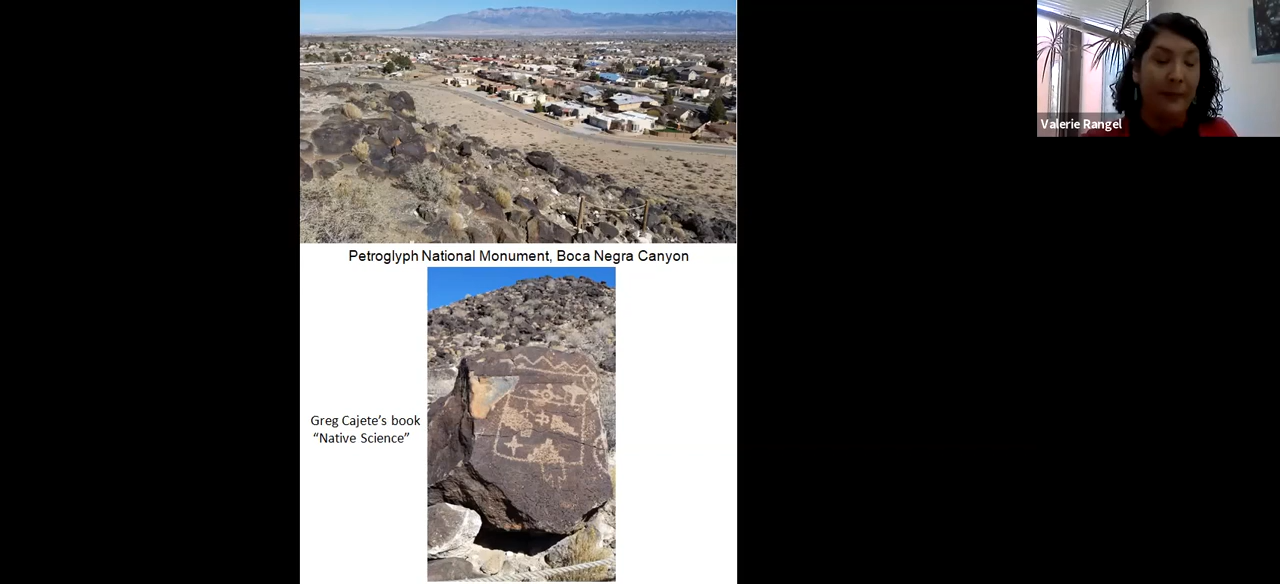 Valerie Rangel
Petroglyph National Monument, Boca Negra Canyon
Greg Cajete’s book
“Native Science”